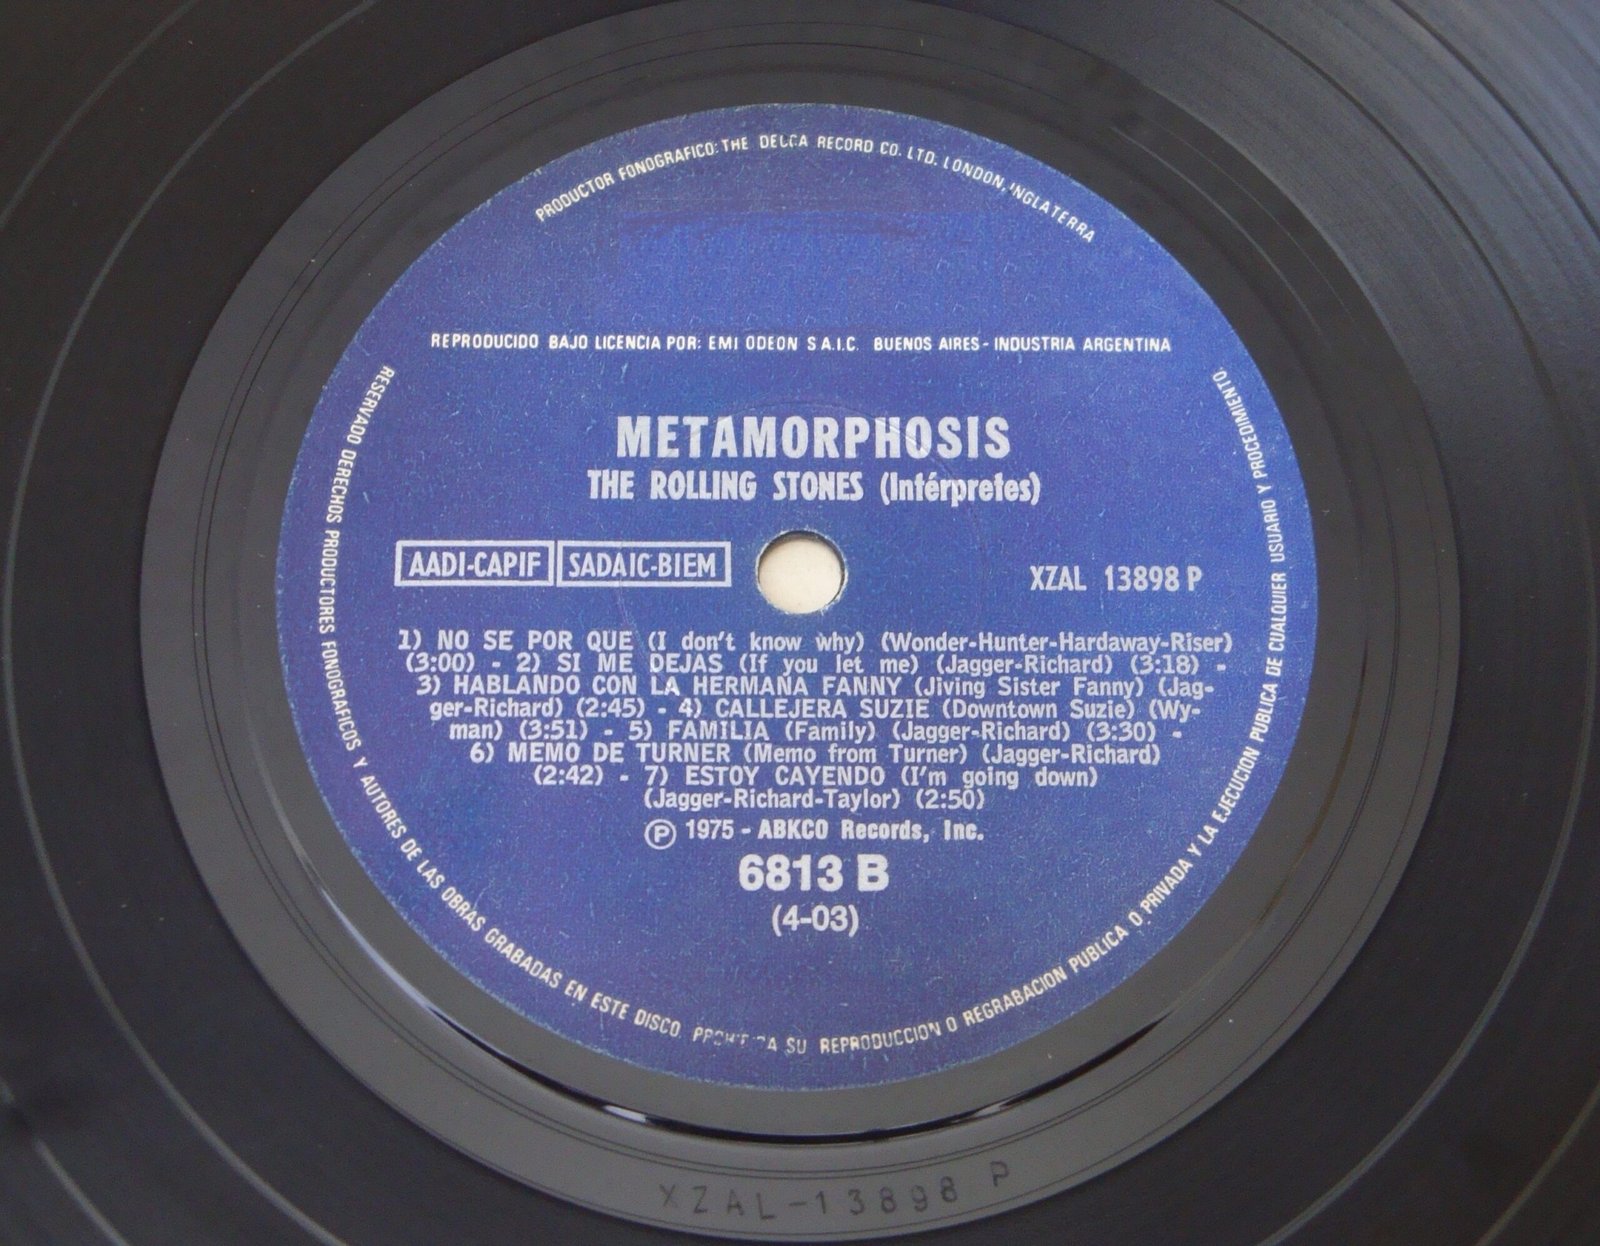 PRODUCTOR FONOGRAFICO: THE DECCA RECORD CO. LTD. LONDON, INGLATERRA
REPRODUCIDO BAJO LICENCIA POR: EMI ODEON S.A.I.C. BUENOS AIRES - INDUSTRIA ARGENTINA
METAMORPHOSIS
THE ROLLING STONES (Intérpretes)
AADI-CAPIF SADAIC-BIEM
XZAL 13898 P
1) NO SE POR QUE (I don't know why) (Wonder-Hunter-Hardaway-Riser)
(3:00) - 2) SI ME DEJAS (If you let me) (Jagger-Richard) (3:18) -
3) HABLANDO CON LA HERMANA FANNY (Jiving Sister Fanny) (Jag-
ger-Richard) (2:45) - 4) CALLEJERA SUZIE (Downtown Suzie) (Wy-
man) (3:51) - 5) FAMILIA (Family) (Jagger-Richard) (3:30) -
6) MEMO DE TURNER (Memo from Turner) (Jagger-Richard)
(2:42) - 7) ESTOY CAYENDO (I'm going down)
(Jagger-Richard-Taylor) (2:50)
Ⓟ 1975 - ABKCO Records, Inc.
6813 B
(4-03)
RESERVADO DERECHOS PRODUCTORES FONOGRAFICOS Y AUTORES DE LAS OBRAS GRABADAS EN ESTE DISCO. SU REPRODUCCION O REGRABACION PUBLICA O PRIVADA Y LA EJECUCION PUBLICA DE CUALQUIER USUARIO Y PROCEDIMIENTO.
XZAL-13898 P